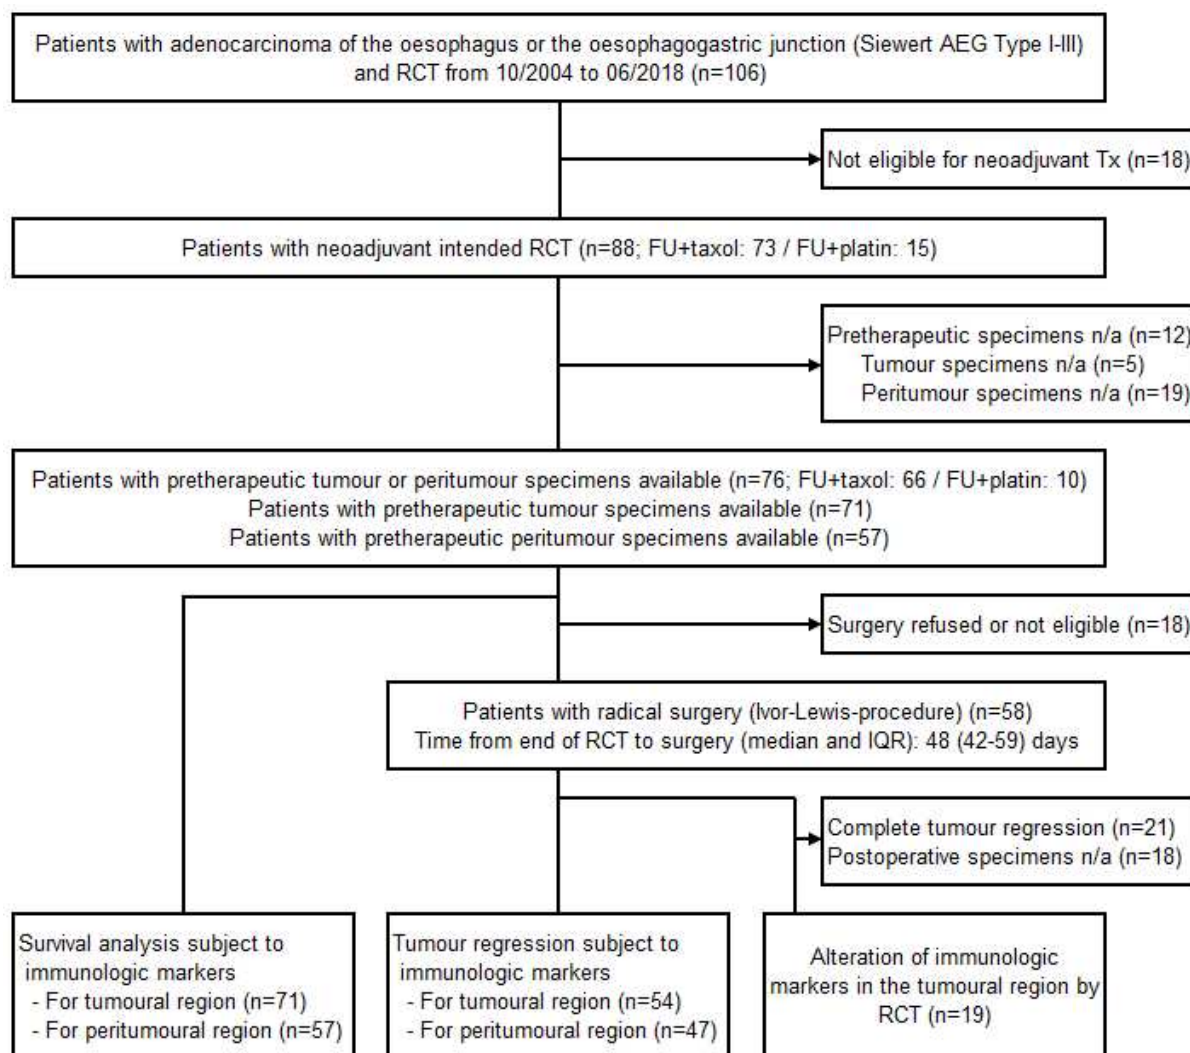 Patients with adenocarcinoma of the oesophagus or the oesophagogastric junction (Siewert AEG Type I-III)
and RCT from 10/2004 to 06/2018 (n=106)
Not eligible for neoadjuvant Tx (n=18)
Patients with neoadjuvant intended RCT (n=88; FU+taxol: 73 / FU+platin: 15)
Pretherapeutic specimens n/a (n=12)
Tumour specimens n/a (n=5)
Peritumour specimens n/a (n=19)
Patients with pretherapeutic tumour or peritumour specimens available (n=76; FU+taxol: 66 / FU+platin: 10)
Patients with pretherapeutic tumour specimens available (n=71)
Patients with pretherapeutic peritumour specimens available (n=57)
Surgery refused or not eligible (n=18)
Patients with radical surgery (Ivor-Lewis-procedure) (n=58)
Time from end of RCT to surgery (median and IQR): 48 (42-59) days
Complete tumour regression (n=21)
Postoperative specimens n/a (n=18)
Survival analysis subject to
immunologic markers
- For tumoural region (n=71)
- For peritumoural region (n=57)
Tumour regression subject to
immunologic markers
- For tumoural region (n=54)
- For peritumoural region (n=47)
Alteration of immunologic
markers in the tumoural region by
RCT (n=19)